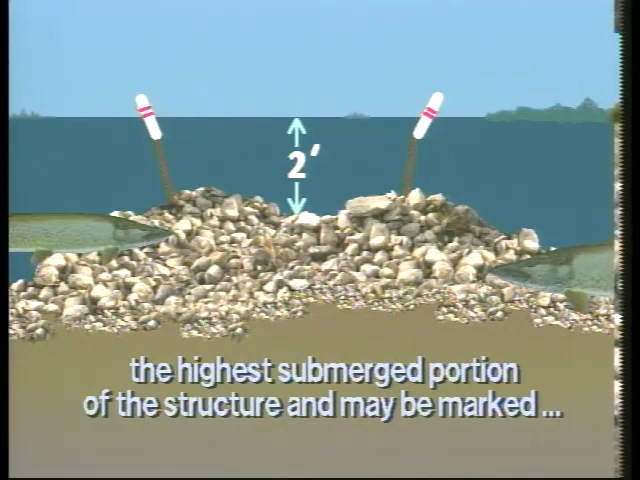 2′
the highest submerged portion
of the structure and may be marked ...